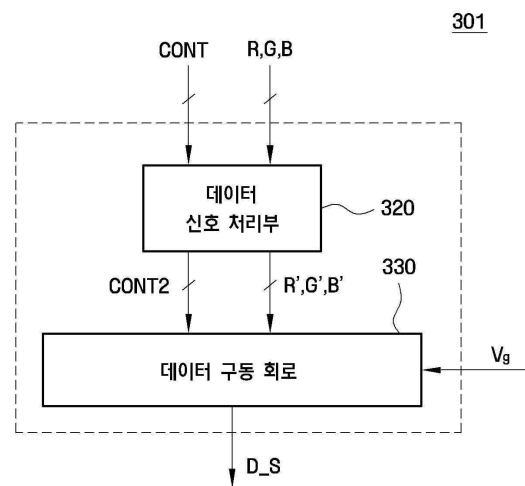 301
CONT R,G,B
데이터
신호 처리부
320
CONT2 R',G',B'
330
데이터 구동 회로
Vg
D_S